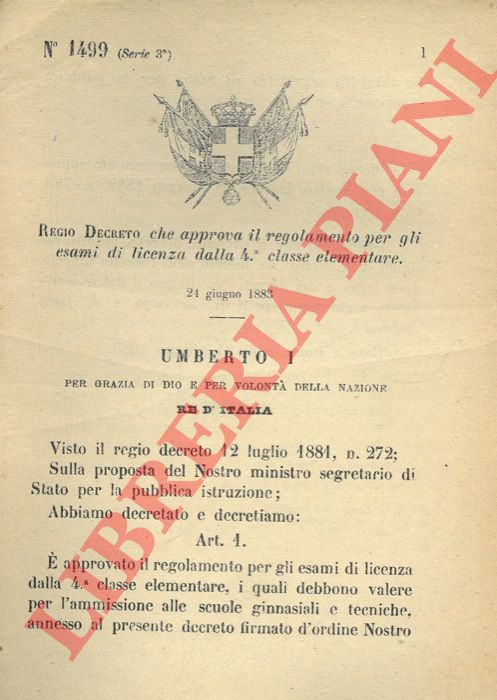 N° 1499 (Serie 3ª) 1
REGIO DECRETO che approva il regolamento per gli
esami di licenza dalla 4.ª classe elementare.
24 giugno 1883
UMBERTO I
PER GRAZIA DI DIO E PER VOLONTÀ DELLA NAZIONE
RE D'ITALIA
Visto il regio decreto 12 luglio 1881, n. 272;
Sulla proposta del Nostro ministro segretario di
Stato per la pubblica istruzione;
Abbiamo decretato e decretiamo:
Art. 1.
È approvato il regolamento per gli esami di licenza
dalla 4.ª classe elementare, i quali debbono valere
per l'ammissione alle scuole ginnasiali e tecniche,
annesso al presente decreto firmato d'ordine Nostro
LIBRERIA PIANI